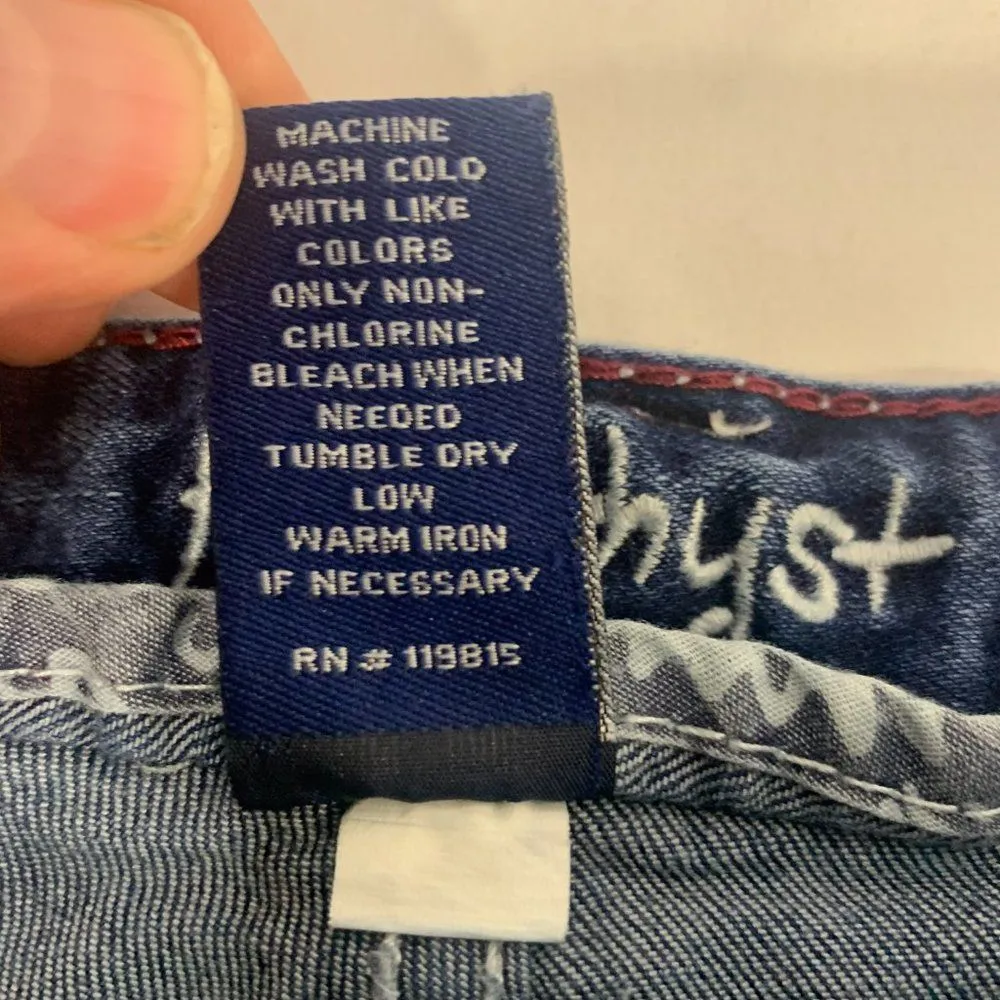 MACHINE
WASH COLD
WITH LIKE
COLORS
ONLY NON-
CHLORINE
BLEACH WHEN
NEEDED
TUMBLE DRY
LOW
WARM IRON
IF NECESSARY
RN # 119815
hyst